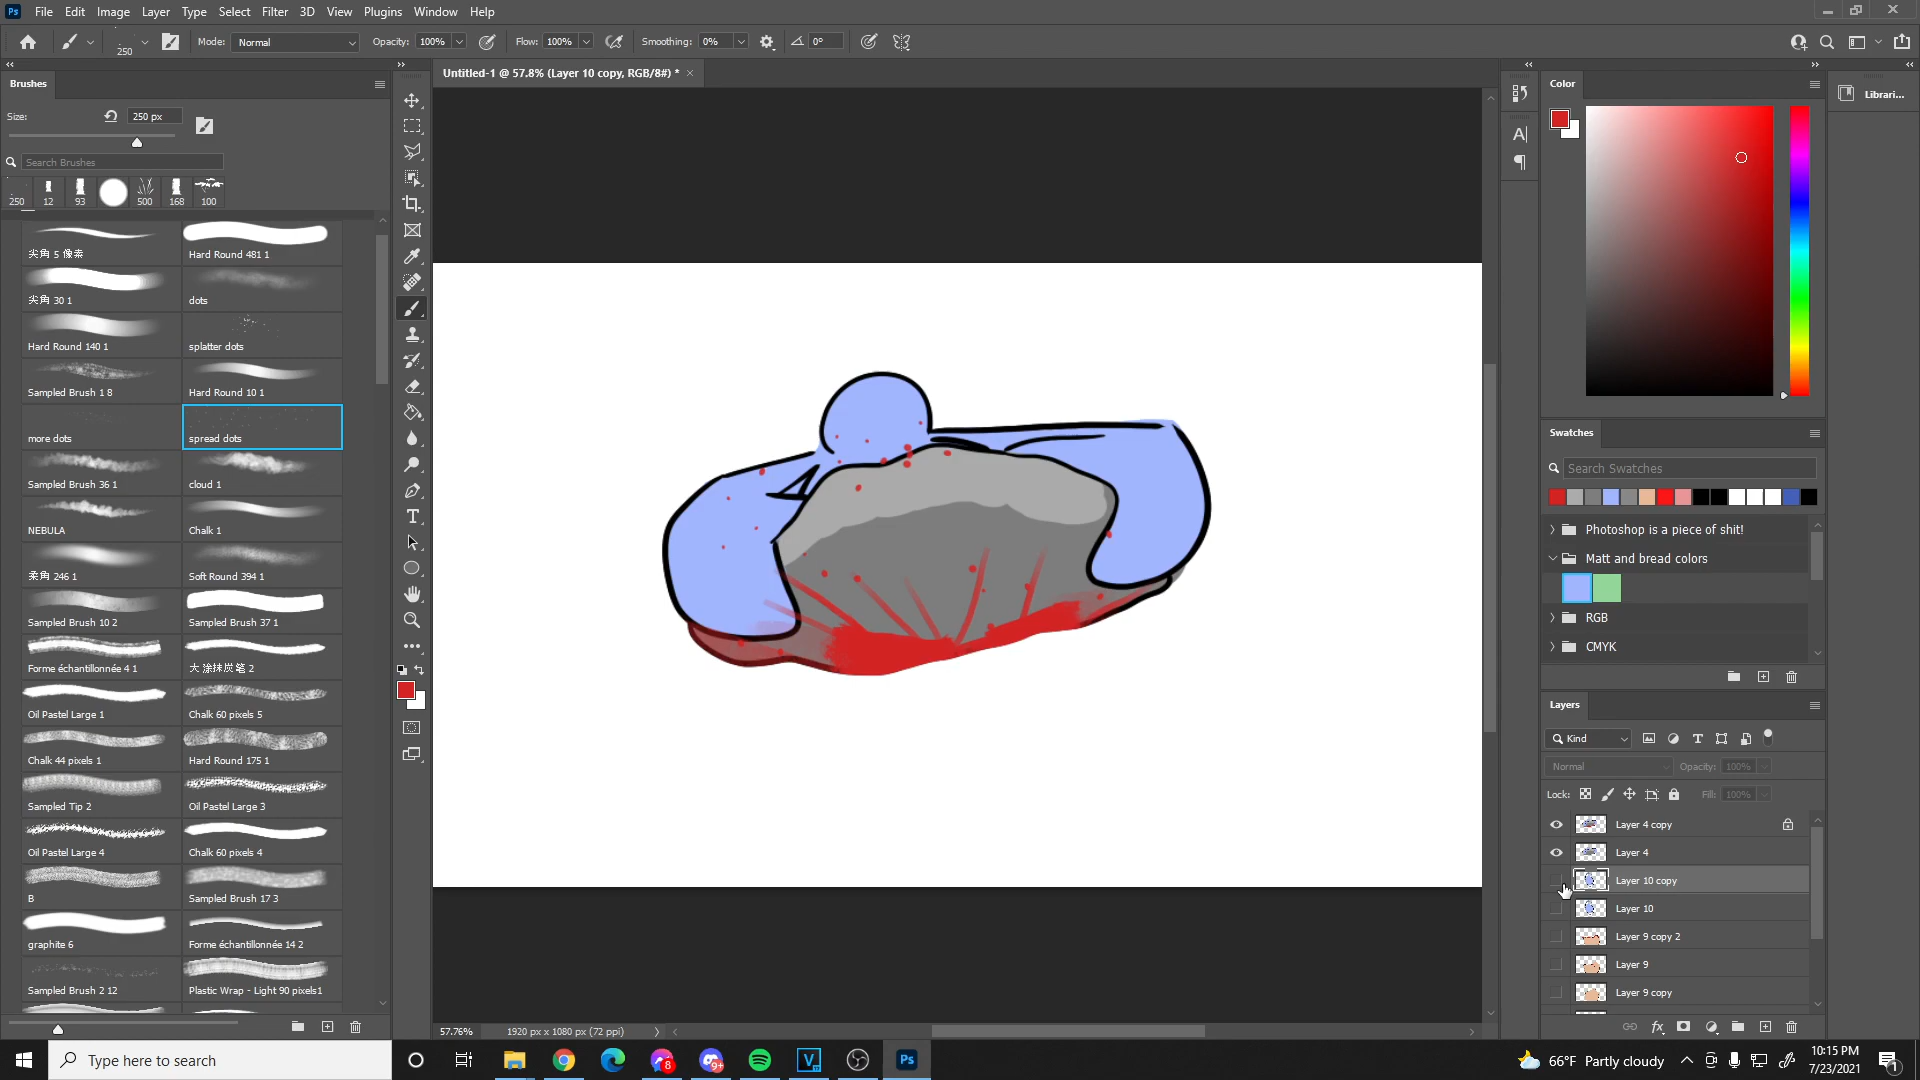 Ps File Edit Image Layer Type Select Filter 3D View Plugins Window Help
250 Mode: Normal Opacity: 100% Flow: 100% Smoothing: 0% 0°
Brushes
Untitled-1 @ 57.8% (Layer 10 copy, RGB/8#) *
Color
Librari...
Size: 250 px
Search Brushes
250 12 93 500 168 100
尖角 5 像素 Hard Round 481 1
尖角 30 1 dots
Hard Round 140 1 splatter dots
Sampled Brush 1 8 Hard Round 10 1
more dots spread dots
Sampled Brush 36 1 cloud 1
NEBULA Chalk 1
柔角 246 1 Soft Round 394 1
Sampled Brush 10 2 Sampled Brush 37 1
Forme échantillonnée 4 1 大 涂抹炭笔 2
Oil Pastel Large 1 Chalk 60 pixels 5
Chalk 44 pixels 1 Hard Round 175 1
Sampled Tip 2 Oil Pastel Large 3
Oil Pastel Large 4 Chalk 60 pixels 4
B Sampled Brush 17 3
graphite 6 Forme échantillonnée 14 2
Sampled Brush 2 12 Plastic Wrap - Light 90 pixels1
Swatches
Search Swatches
Photoshop is a piece of shit!
Matt and bread colors
RGB
CMYK
Layers
Kind
Normal Opacity: 100%
Lock: Fill: 100%
Layer 4 copy
Layer 4
Layer 10 copy
Layer 10
Layer 9 copy 2
Layer 9
Layer 9 copy
fx
57.76% 1920 px x 1080 px (72 ppi)
Type here to search
8
9+
V
Ps
66°F Partly cloudy
10:15 PM
7/23/2021
1